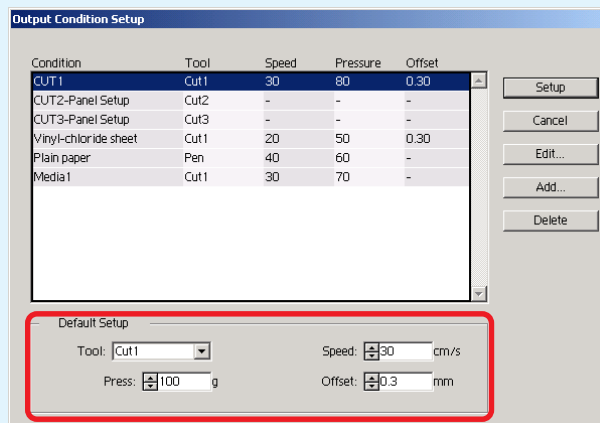 Output Condition Setup
Condition Tool Speed Pressure Offset
CUT1 Cut1 30 80 0.30
CUT2-Panel Setup Cut2 - - -
CUT3-Panel Setup Cut3 - - -
Vinyl-chloride sheet Cut1 20 50 0.30
Plain paper Pen 40 60 -
Media1 Cut1 30 70 -
Setup
Cancel
Edit...
Add...
Delete
Default Setup
Tool: Cut1 Speed: 30 cm/s
Press: 100 g Offset: 0.3 mm